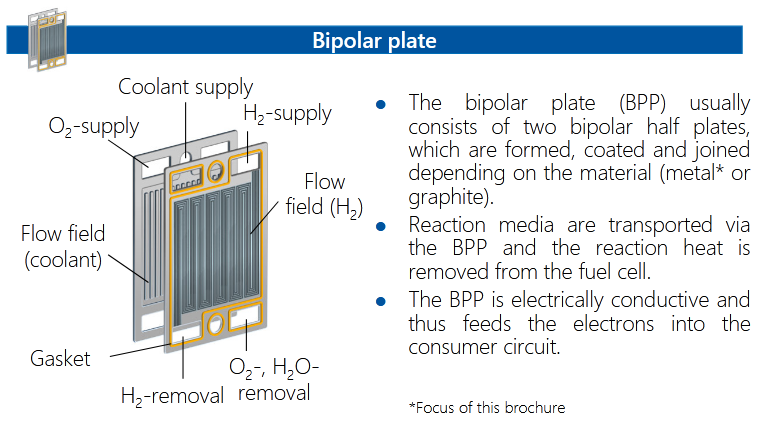 Bipolar plate
Coolant supply
O₂-supply
H₂-supply
Flow
field (H₂)
Flow field
(coolant)
Gasket
H₂-removal
O₂-, H₂O-
removal
● The bipolar plate (BPP) usually
consists of two bipolar half plates,
which are formed, coated and joined
depending on the material (metal* or
graphite).
● Reaction media are transported via
the BPP and the reaction heat is
removed from the fuel cell.
● The BPP is electrically conductive and
thus feeds the electrons into the
consumer circuit.
*Focus of this brochure